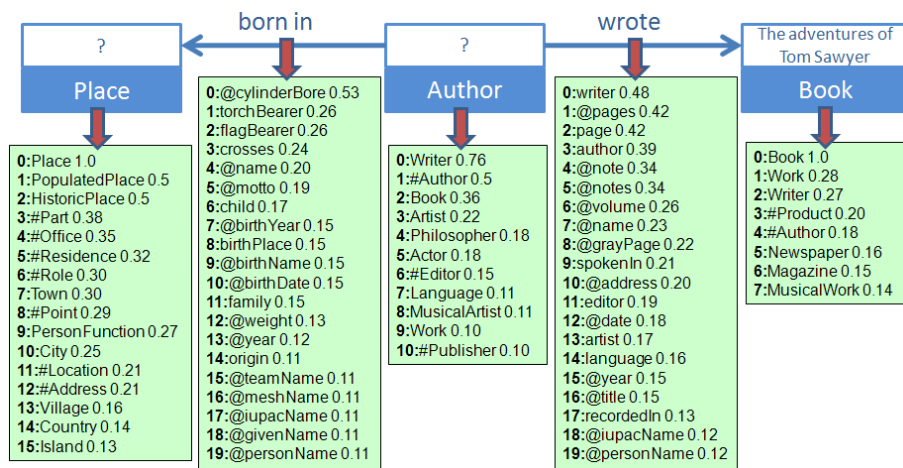 born in
wrote
?
?
The adventures of
Tom Sawyer
Place
Author
Book
0:Place 1.0
1:PopulatedPlace 0.5
2:HistoricPlace 0.5
3:#Part 0.38
4:#Office 0.35
5:#Residence 0.32
6:#Role 0.30
7:Town 0.30
8:#Point 0.29
9:PersonFunction 0.27
10:City 0.25
11:#Location 0.21
12:#Address 0.21
13:Village 0.16
14:Country 0.14
15:Island 0.13
0:@cylinderBore 0.53
1:torchBearer 0.26
2:flagBearer 0.26
3:crosses 0.24
4:@name 0.20
5:@motto 0.19
6:child 0.17
7:@birthYear 0.15
8:birthPlace 0.15
9:@birthName 0.15
10:@birthDate 0.15
11:family 0.15
12:@weight 0.13
13:@year 0.12
14:origin 0.11
15:@teamName 0.11
16:@meshName 0.11
17:@iupacName 0.11
18:@givenName 0.11
19:@personName 0.11
0:Writer 0.76
1:#Author 0.5
2:Book 0.36
3:Artist 0.22
4:Philosopher 0.18
5:Actor 0.18
6:#Editor 0.15
7:Language 0.11
8:MusicalArtist 0.11
9:Work 0.10
10:#Publisher 0.10
0:writer 0.48
1:@pages 0.42
2:page 0.42
3:author 0.39
4:@note 0.34
5:@notes 0.34
6:@volume 0.26
7:@name 0.23
8:@grayPage 0.22
9:spokenIn 0.21
10:@address 0.20
11:editor 0.19
12:@date 0.18
13:artist 0.17
14:language 0.16
15:@year 0.15
16:@title 0.15
17:recordedIn 0.13
18:@iupacName 0.12
19:@personName 0.12
0:Book 1.0
1:Work 0.28
2:Writer 0.27
3:#Product 0.20
4:#Author 0.18
5:Newspaper 0.16
6:Magazine 0.15
7:MusicalWork 0.14